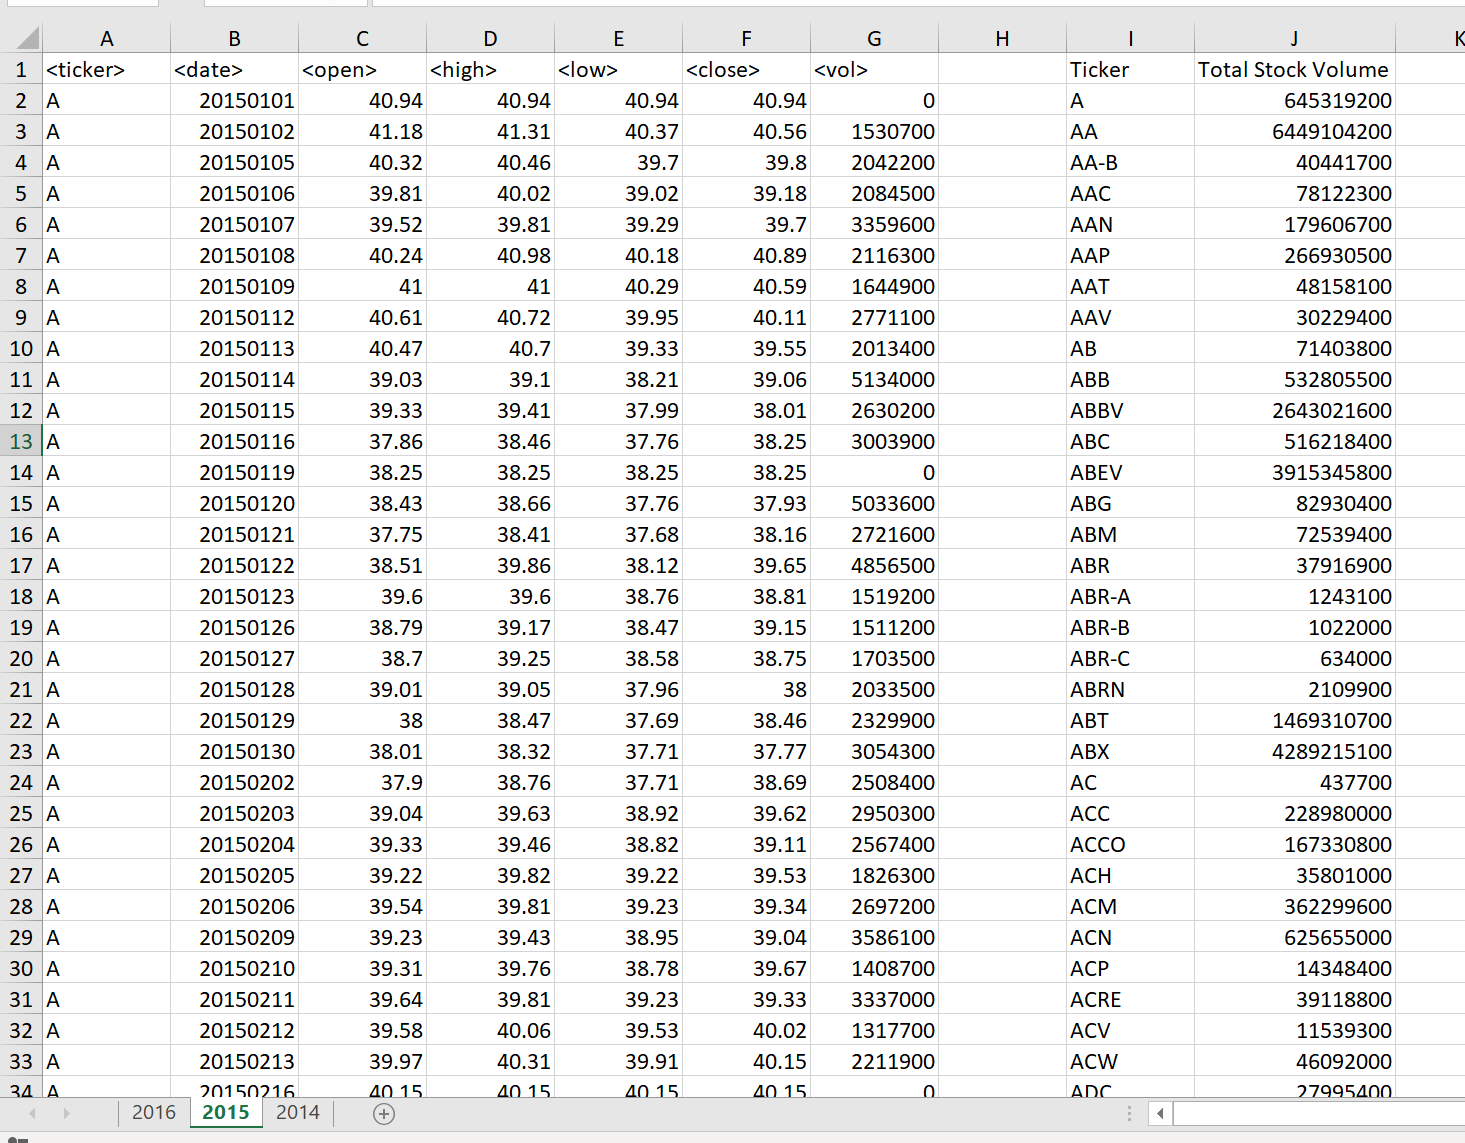 A B C D E F G H I J K
1 <ticker> <date> <open> <high> <low> <close> <vol> Ticker Total Stock Volume
2 A 20150101 40.94 40.94 40.94 40.94 0 A 645319200
3 A 20150102 41.18 41.31 40.37 40.56 1530700 AA 6449104200
4 A 20150105 40.32 40.46 39.7 39.8 2042200 AA-B 40441700
5 A 20150106 39.81 40.02 39.02 39.18 2084500 AAC 78122300
6 A 20150107 39.52 39.81 39.29 39.7 3359600 AAN 179606700
7 A 20150108 40.24 40.98 40.18 40.89 2116300 AAP 266930500
8 A 20150109 41 41 40.29 40.59 1644900 AAT 48158100
9 A 20150112 40.61 40.72 39.95 40.11 2771100 AAV 30229400
10 A 20150113 40.47 40.7 39.33 39.55 2013400 AB 71403800
11 A 20150114 39.03 39.1 38.21 39.06 5134000 ABB 532805500
12 A 20150115 39.33 39.41 37.99 38.01 2630200 ABBV 2643021600
13 A 20150116 37.86 38.46 37.76 38.25 3003900 ABC 516218400
14 A 20150119 38.25 38.25 38.25 38.25 0 ABEV 3915345800
15 A 20150120 38.43 38.66 37.76 37.93 5033600 ABG 82930400
16 A 20150121 37.75 38.41 37.68 38.16 2721600 ABM 72539400
17 A 20150122 38.51 39.86 38.12 39.65 4856500 ABR 37916900
18 A 20150123 39.6 39.6 38.76 38.81 1519200 ABR-A 1243100
19 A 20150126 38.79 39.17 38.47 39.15 1511200 ABR-B 1022000
20 A 20150127 38.7 39.25 38.58 38.75 1703500 ABR-C 634000
21 A 20150128 39.01 39.05 37.96 38 2033500 ABRN 2109900
22 A 20150129 38 38.47 37.69 38.46 2329900 ABT 1469310700
23 A 20150130 38.01 38.32 37.71 37.77 3054300 ABX 4289215100
24 A 20150202 37.9 38.76 37.71 38.69 2508400 AC 437700
25 A 20150203 39.04 39.63 38.92 39.62 2950300 ACC 228980000
26 A 20150204 39.33 39.46 38.82 39.11 2567400 ACCO 167330800
27 A 20150205 39.22 39.82 39.22 39.53 1826300 ACH 35801000
28 A 20150206 39.54 39.81 39.23 39.34 2697200 ACM 362299600
29 A 20150209 39.23 39.43 38.95 39.04 3586100 ACN 625655000
30 A 20150210 39.31 39.76 38.78 39.67 1408700 ACP 14348400
31 A 20150211 39.64 39.81 39.23 39.33 3337000 ACRE 39118800
32 A 20150212 39.58 40.06 39.53 40.02 1317700 ACV 11539300
33 A 20150213 39.97 40.31 39.91 40.15 2211900 ACW 46092000
34 A 20150216 40.15 40.15 40.15 40.15 0 ADC 27995400
2016 2015 2014